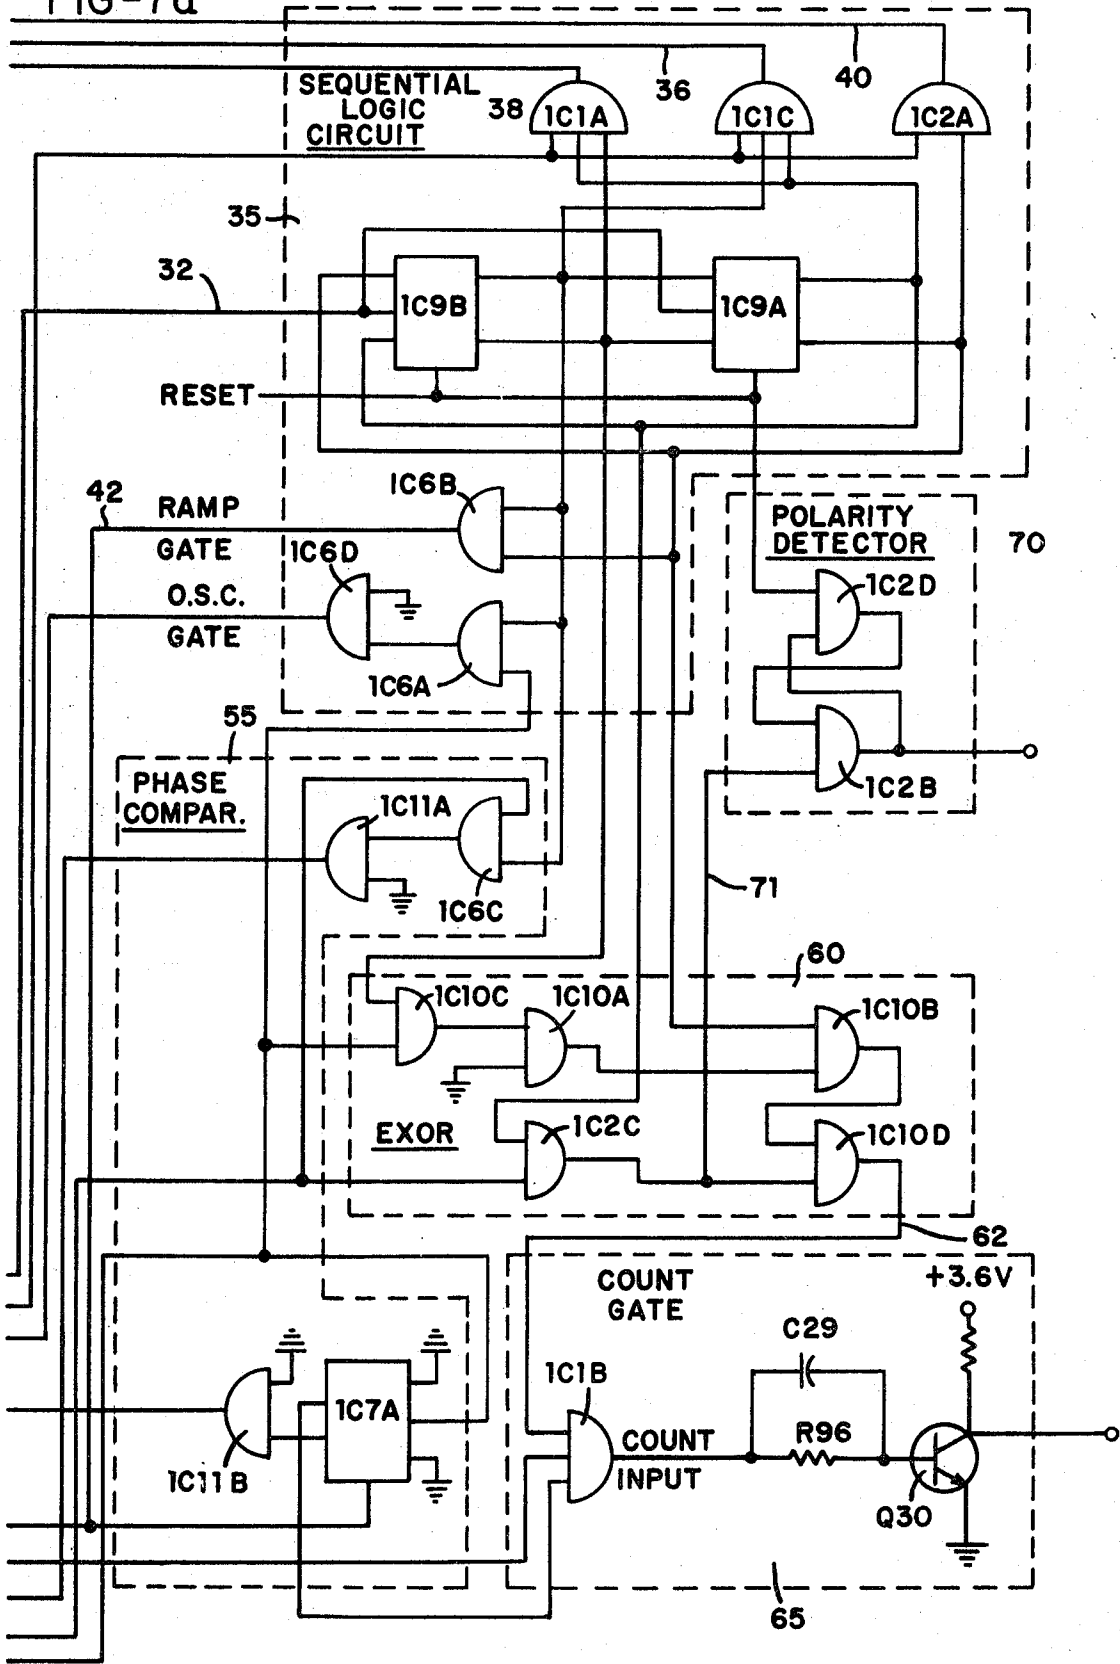 FIG-7d
40
36
SEQUENTIAL
LOGIC
CIRCUIT
38
1C1A
1C1C
1C2A
35
32
1C9B
1C9A
RESET
42
RAMP
GATE
1C6B
1C6D
O.S.C.
GATE
1C6A
POLARITY
DETECTOR
70
1C2D
1C2B
55
PHASE
COMPAR.
1C11A
1C6C
71
60
1C10C
1C10A
1C10B
EXOR
1C2C
1C10D
62
COUNT
GATE
+3.6V
C29
1C1B
1C7A
COUNT
INPUT
R96
1C11B
Q30
65